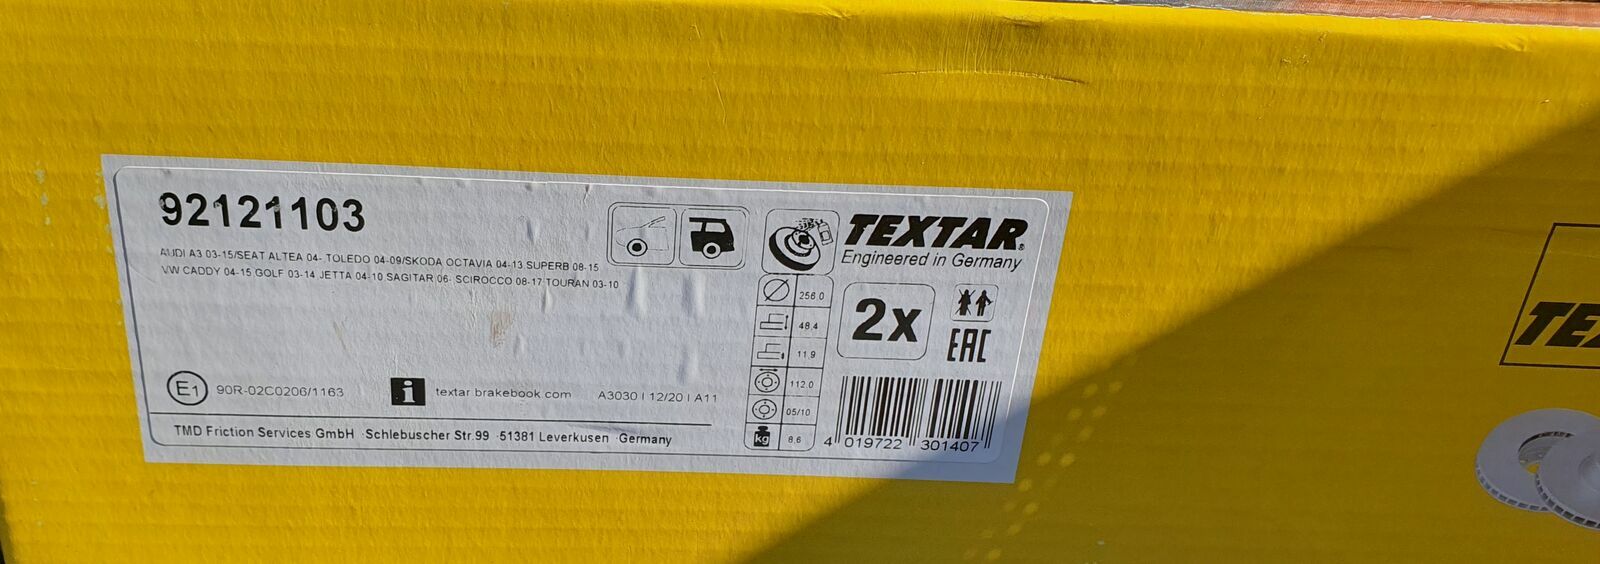 92121103
AUDI A3 03-15/SEAT ALTEA 04- TOLEDO 04-09/SKODA OCTAVIA 04-13 SUPERB 08-15
VW CADDY 04-15 GOLF 03-14 JETTA 04-10 SAGITAR 06- SCIROCCO 08-17 TOURAN 03-10
TEXTAR®
Engineered in Germany
256.0
48.4
11.9
112.0
05/10
kg 8.6
2x
EAC
E1 90R-02C0206/1163
i textar brakebook.com
A3030 | 12/20 | A11
TMD Friction Services GmbH · Schlebuscher Str.99 · 51381 Leverkusen · Germany
4 019722 301407
TE